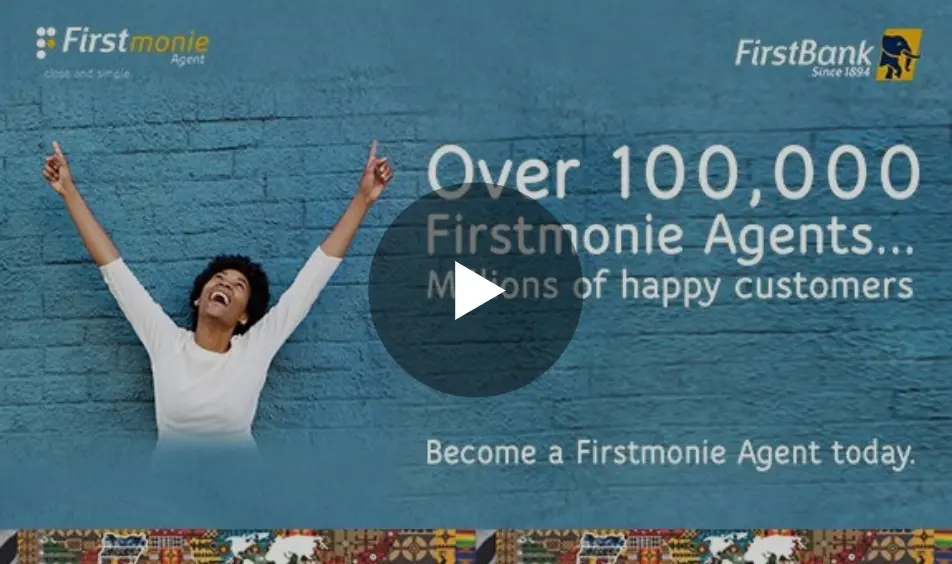 Firstmonie
Agent
close and simple
FirstBank
Since 1894
Over 100,000
Firstmonie Agents...
Millions of happy customers
Become a Firstmonie Agent today.